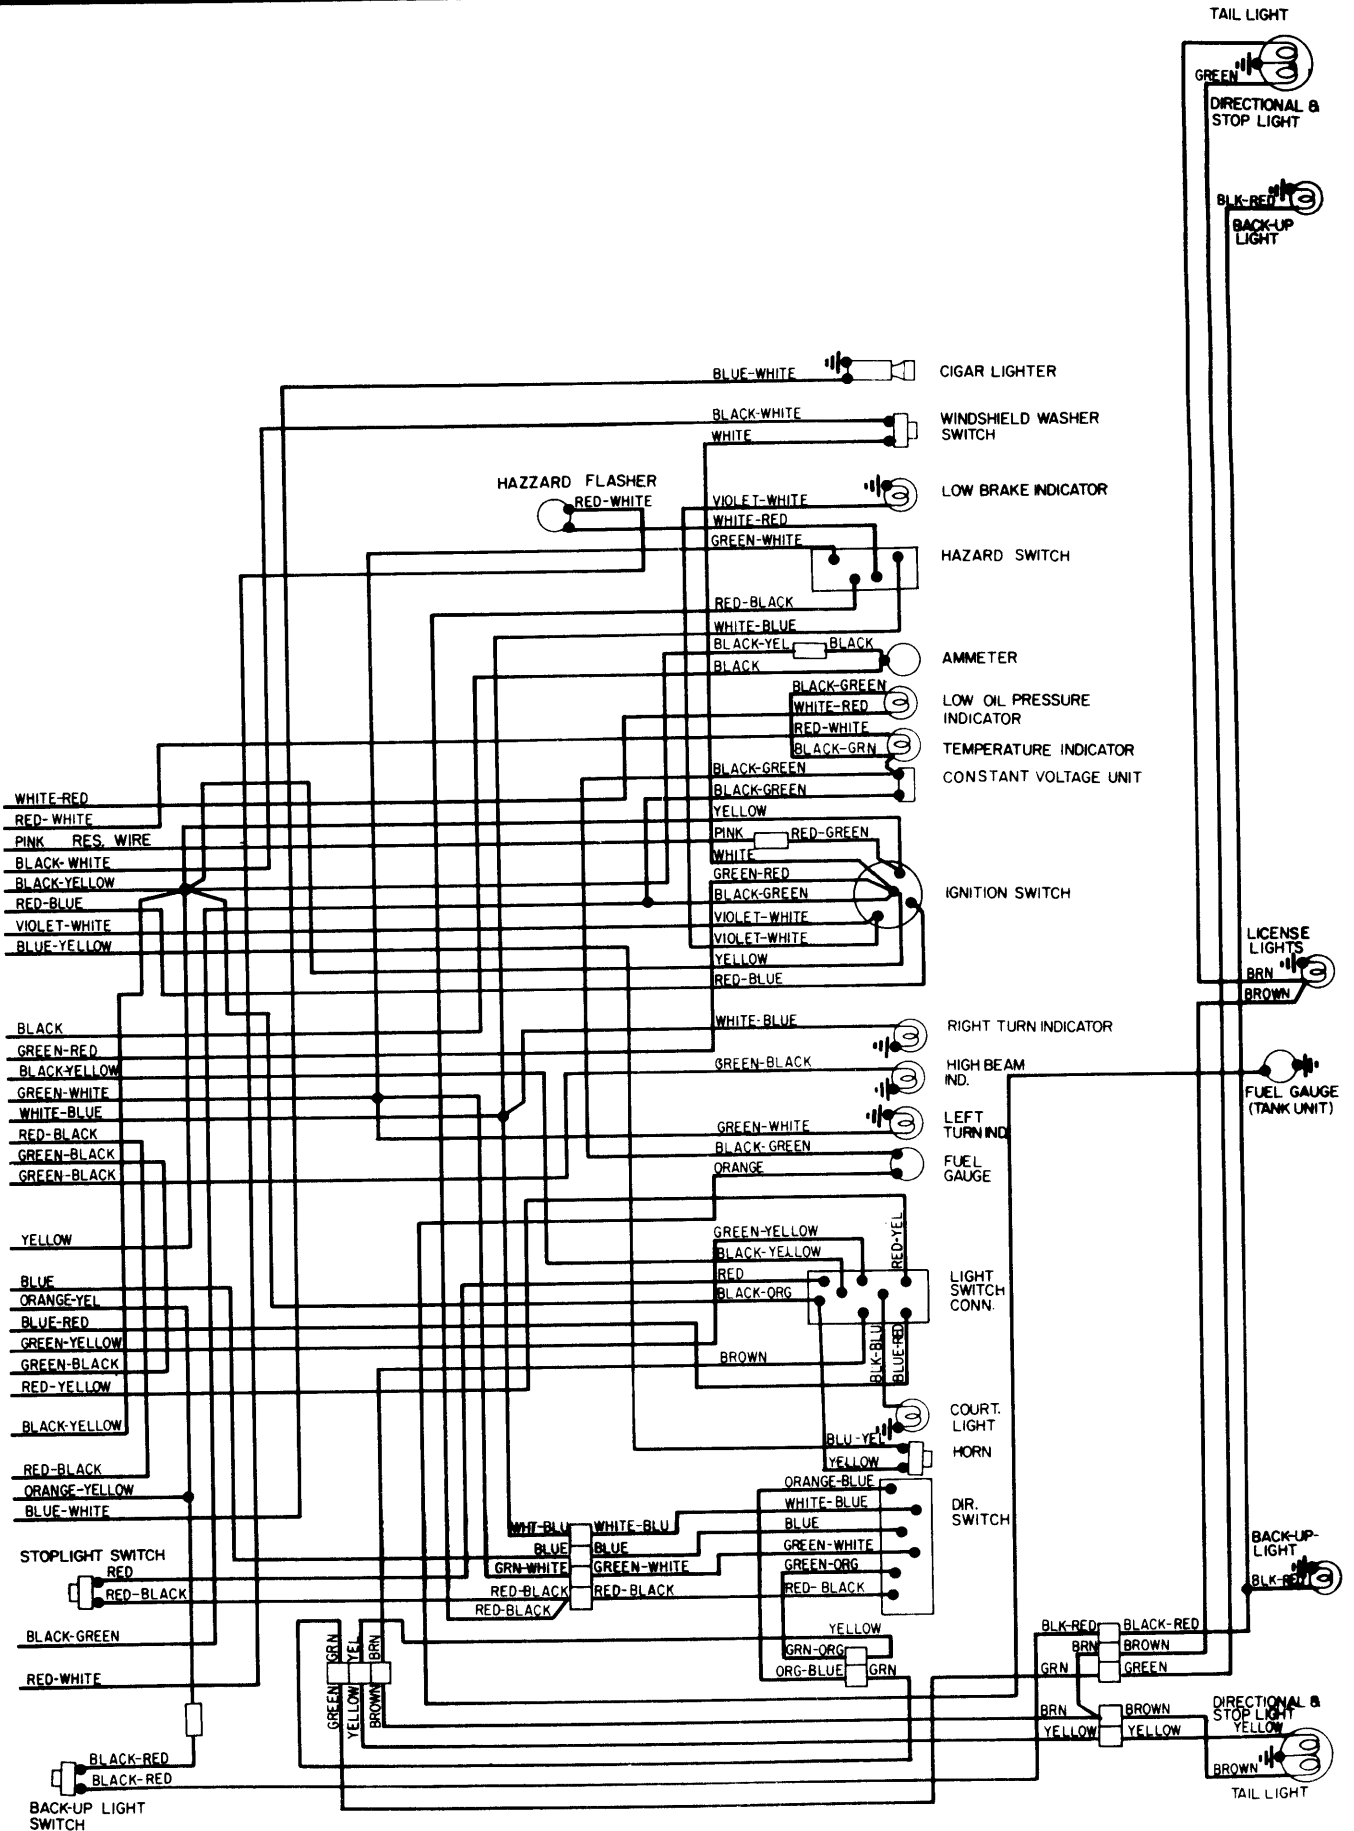 TAIL LIGHT
GREEN
DIRECTIONAL &
STOP LIGHT
BLK-RED
BACK-UP
LIGHT
BLUE-WHITE
CIGAR LIGHTER
BLACK-WHITE
WINDSHIELD WASHER
SWITCH
WHITE
HAZZARD FLASHER
RED-WHITE
VIOLET-WHITE
LOW BRAKE INDICATOR
WHITE-RED
GREEN-WHITE
HAZARD SWITCH
RED-BLACK
WHITE-BLUE
BLACK-YEL
BLACK
AMMETER
BLACK
BLACK-GREEN
WHITE-RED
LOW OIL PRESSURE
INDICATOR
RED-WHITE
BLACK-GRN
TEMPERATURE INDICATOR
BLACK-GREEN
CONSTANT VOLTAGE UNIT
BLACK-GREEN
WHITE-RED
YELLOW
RED-WHITE
PINK RES. WIRE
PINK
RED-GREEN
BLACK-WHITE
WHITE
BLACK-YELLOW
GREEN-RED
IGNITION SWITCH
BLACK-GREEN
RED-BLUE
VIOLET-WHITE
VIOLET-WHITE
BLUE-YELLOW
VIOLET-WHITE
YELLOW
RED-BLUE
LICENSE
LIGHTS
BRN
BROWN
BLACK
WHITE-BLUE
RIGHT TURN INDICATOR
GREEN-RED
BLACK-YELLOW
GREEN-BLACK
HIGH BEAM
IND.
GREEN-WHITE
WHITE-BLUE
FUEL GAUGE
(TANK UNIT)
RED-BLACK
GREEN-WHITE
LEFT
TURN IND.
GREEN-BLACK
BLACK-GREEN
GREEN-BLACK
ORANGE
FUEL
GAUGE
YELLOW
GREEN-YELLOW
BLACK-YELLOW
RED-YEL
BLUE
RED
LIGHT
SWITCH
CONN.
ORANGE-YEL
BLACK-ORG
BLUE-RED
GREEN-YELLOW
GREEN-BLACK
BROWN
BLK-BLU
BLUE-RED
RED-YELLOW
BLACK-YELLOW
COURT.
LIGHT
BLU-YEL
HORN
YELLOW
RED-BLACK
ORANGE-YELLOW
ORANGE-BLUE
BLUE-WHITE
WHITE-BLUE
DIR.
SWITCH
WHT-BLU
WHITE-BLU
BLUE
BLUE
BLUE
GREEN-WHITE
STOPLIGHT SWITCH
RED
GRN-WHITE
GREEN-WHITE
GREEN-ORG
RED-BLACK
RED-BLACK
RED-BLACK
RED-BLACK
RED-BLACK
BACK-UP-
LIGHT
BLK-RED
BLACK-GREEN
GRN
YEL
BRN
YELLOW
GRN-ORG
ORG-BLUE
GRN
BLK-RED
BLACK-RED
BRN
BROWN
GRN
GREEN
RED-WHITE
GREEN
YELLOW
BROWN
BRN
BROWN
YELLOW
YELLOW
DIRECTIONAL &
STOP LIGHT
YELLOW
BROWN
TAIL LIGHT
BLACK-RED
BLACK-RED
BACK-UP LIGHT
SWITCH